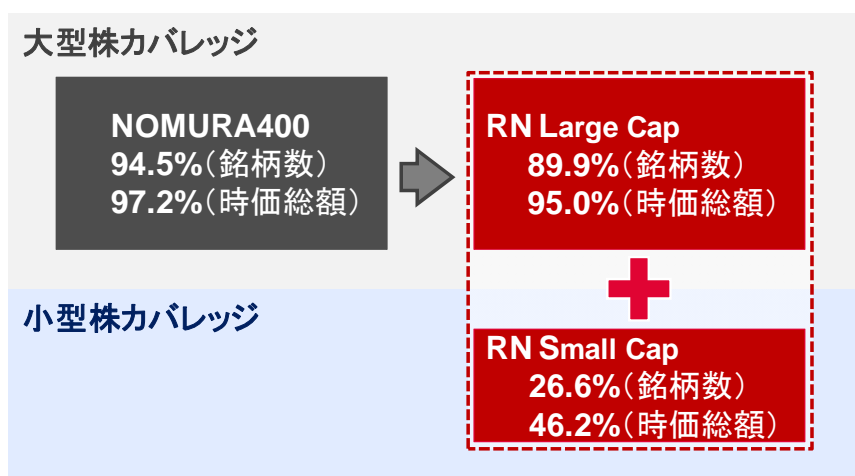 大型株カバレッジ
NOMURA400
94.5%(銘柄数)
97.2%(時価総額)
RN Large Cap
89.9%(銘柄数)
95.0%(時価総額)
小型株カバレッジ
RN Small Cap
26.6%(銘柄数)
46.2%(時価総額)